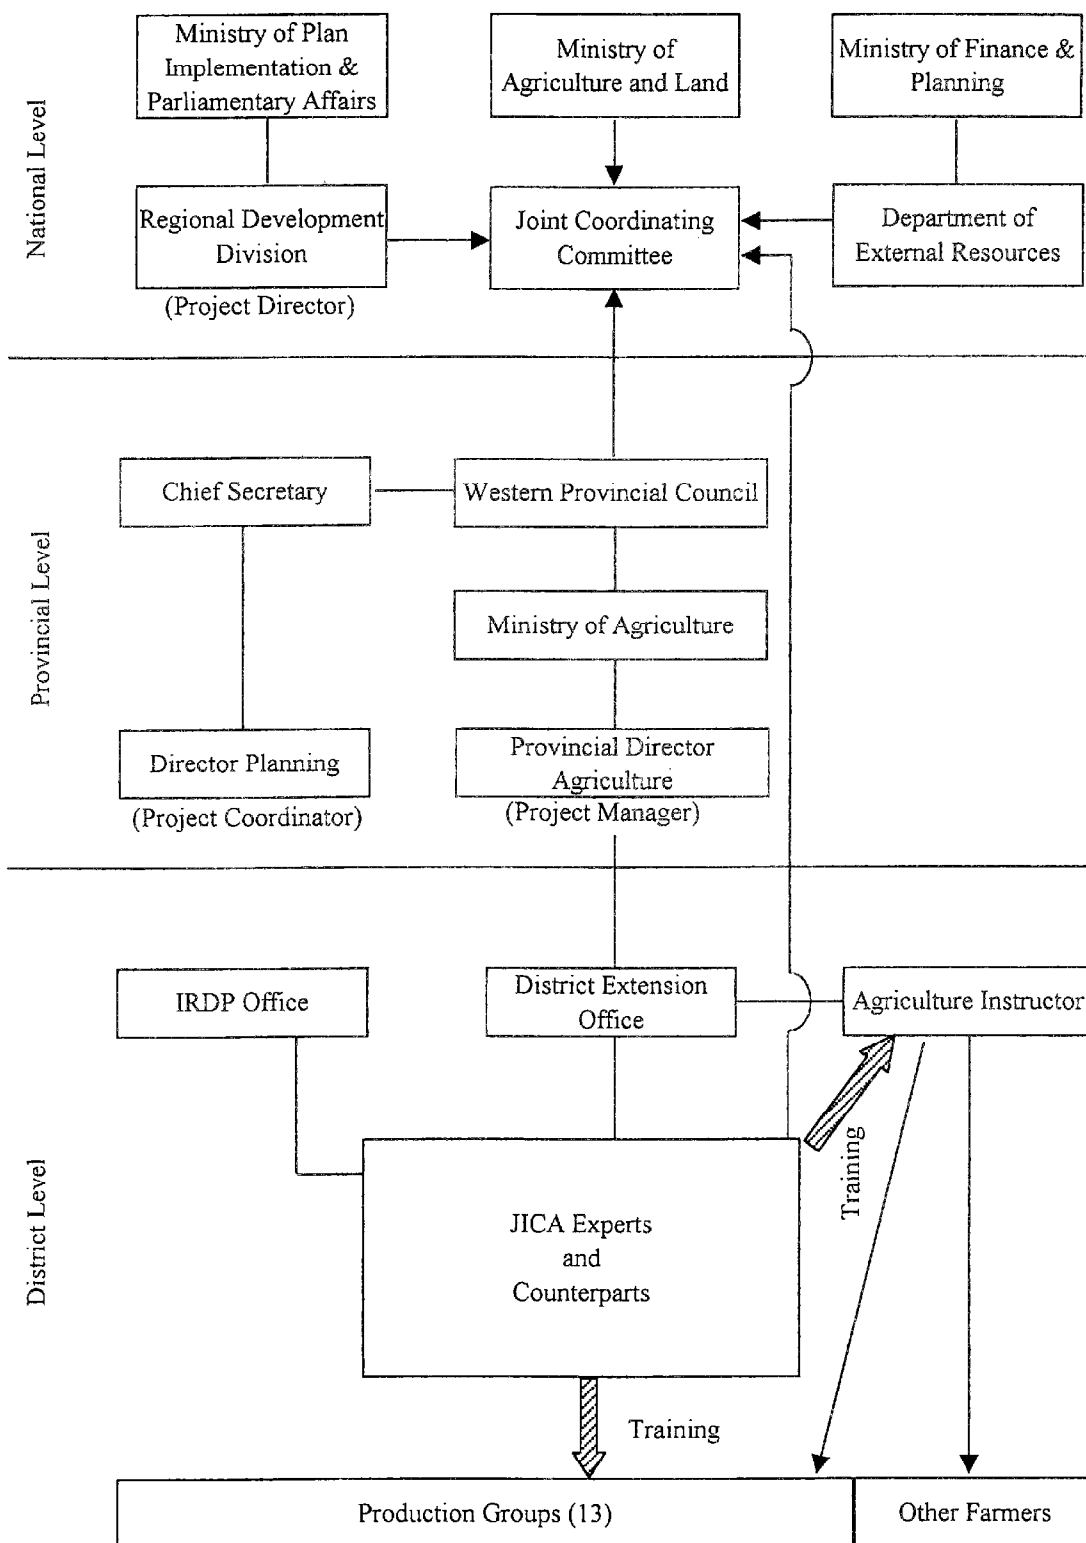 National Level
Ministry of Plan
Implementation &
Parliamentary Affairs
Ministry of
Agriculture and Land
Ministry of Finance &
Planning
Regional Development
Division
(Project Director)
Joint Coordinating
Committee
Department of
External Resources
Provincial Level
Chief Secretary
Western Provincial Council
Ministry of Agriculture
Director Planning
(Project Coordinator)
Provincial Director
Agriculture
(Project Manager)
District Level
IRDP Office
District Extension
Office
Agriculture Instructor
JICA Experts
and
Counterparts
Training
Training
Production Groups (13)
Other Farmers